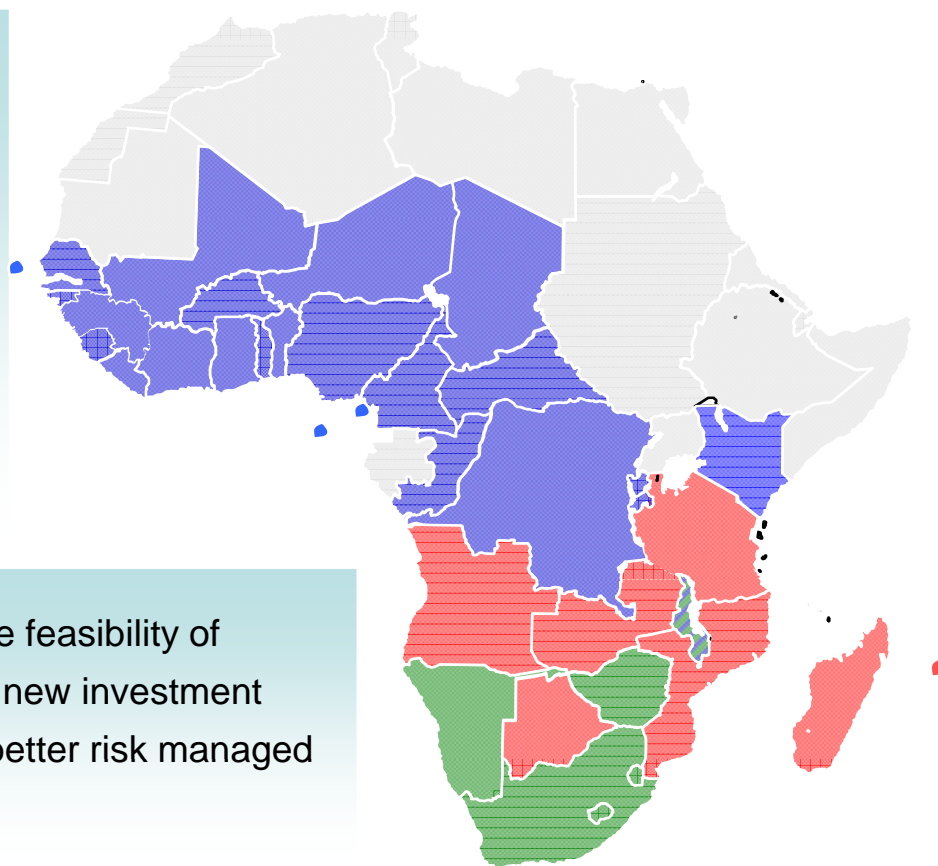 e feasibility of
new investment
better risk managed